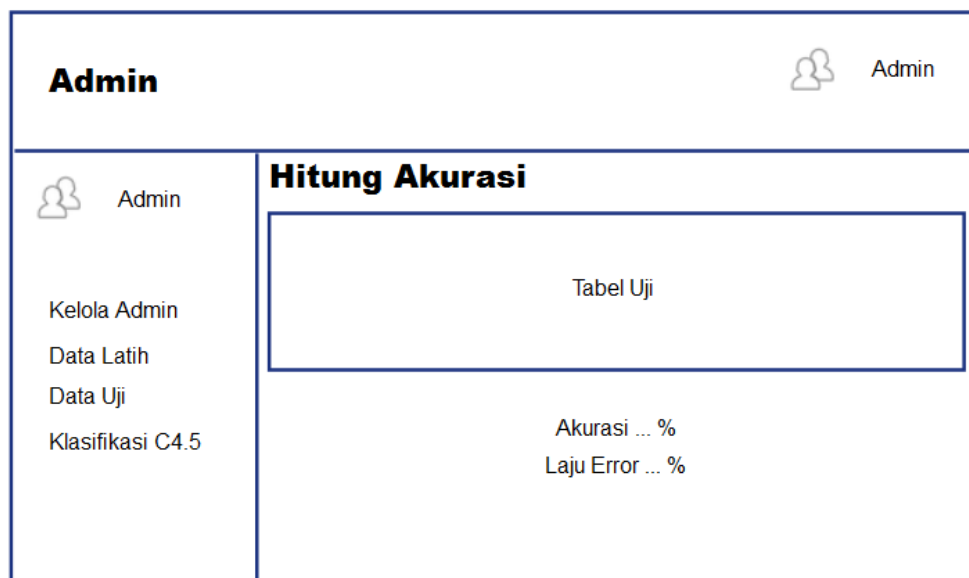 Admin
Admin
Admin
Kelola Admin
Data Latih
Data Uji
Klasifikasi C4.5
Hitung Akurasi
Tabel Uji
Akurasi ... %
Laju Error ... %